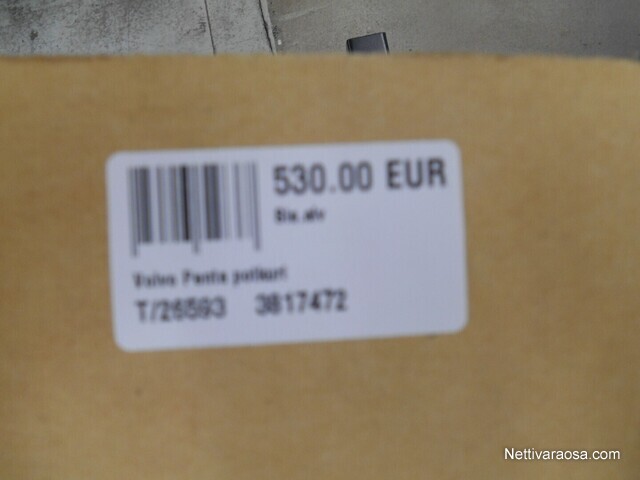 530.00 EUR
Sis.alv
Volvo Penta potkuri
T/26593 3817472
Nettivaraosa.com